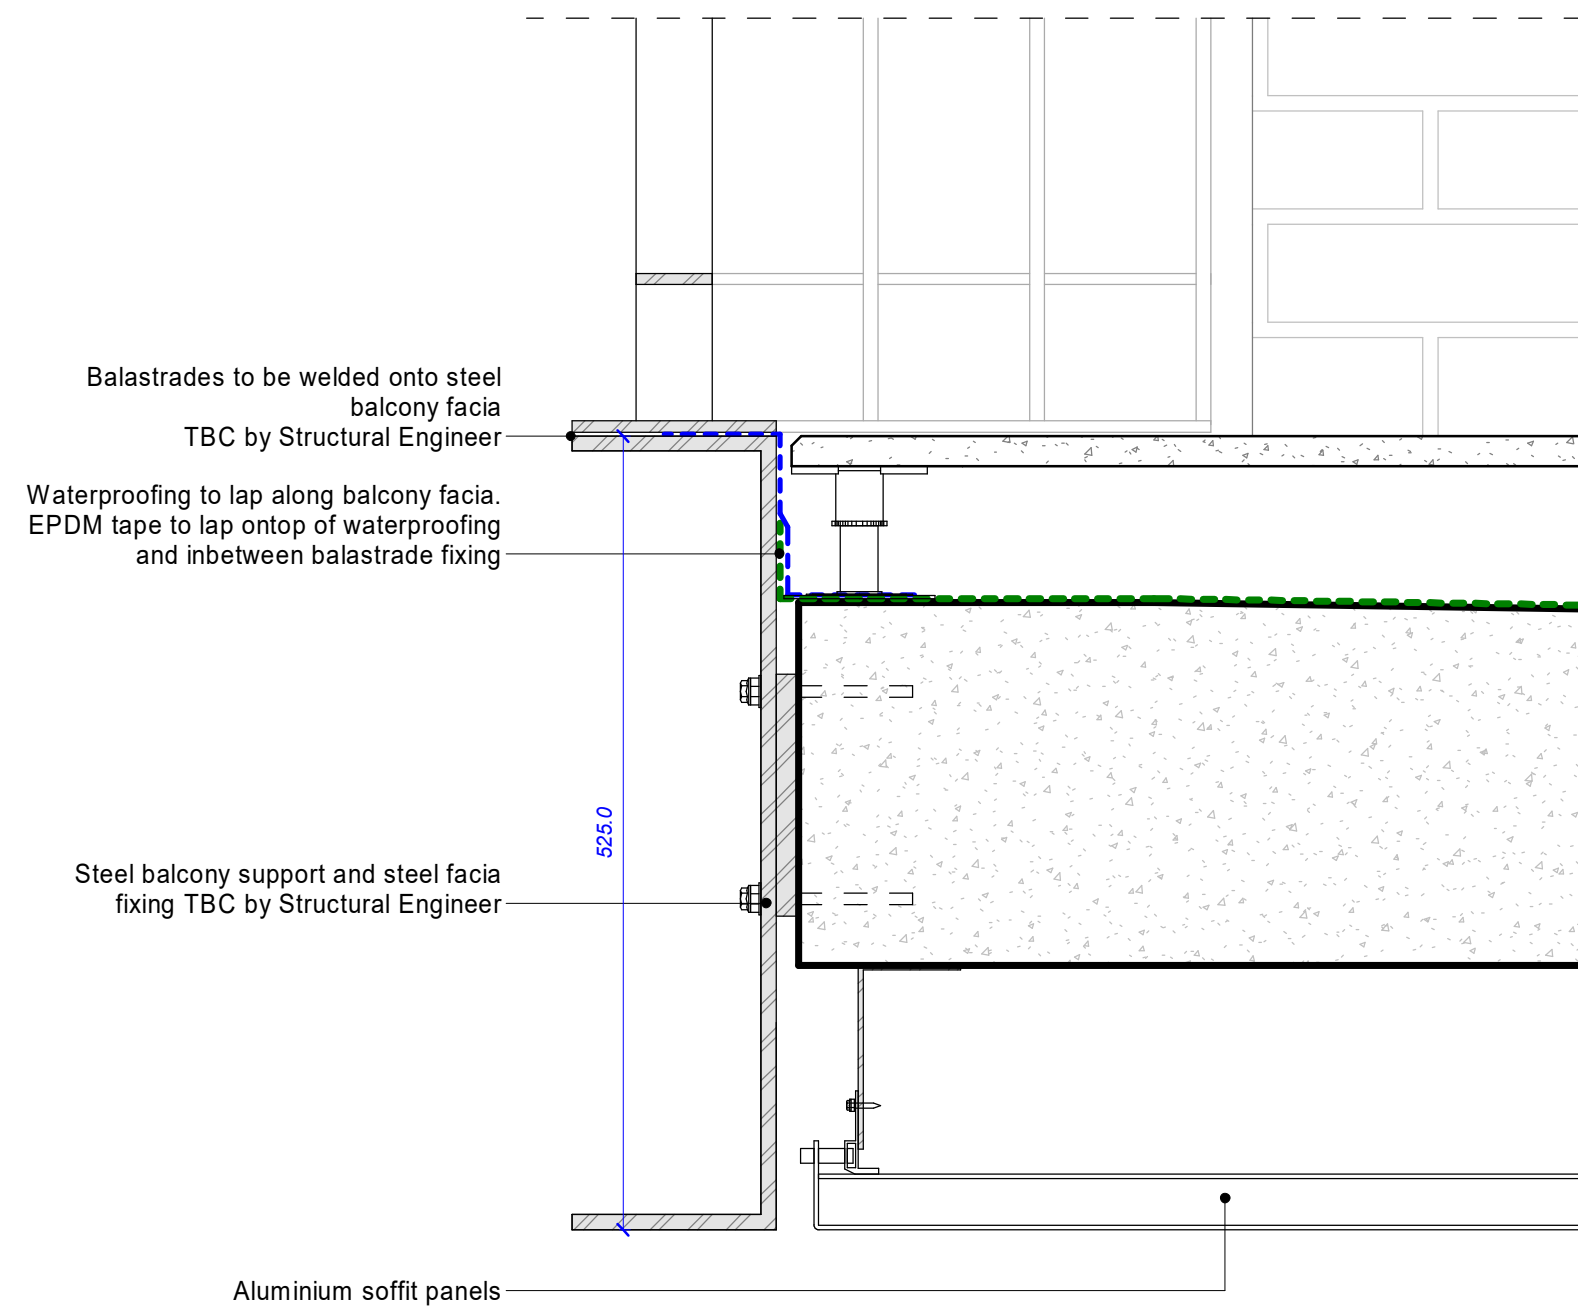 Balastrades to be welded onto steel
balcony facia
TBC by Structural Engineer
Waterproofing to lap along balcony facia.
EPDM tape to lap ontop of waterproofing
and inbetween balastrade fixing
525.0
Steel balcony support and steel facia
fixing TBC by Structural Engineer
Aluminium soffit panels